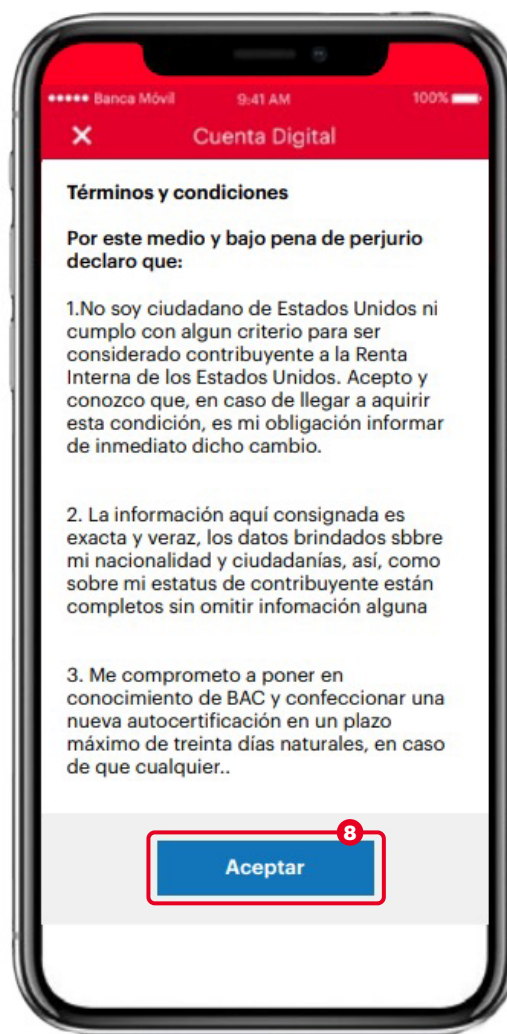 ••••• Banca Móvil 9:41 AM 100%
× Cuenta Digital
Términos y condiciones
Por este medio y bajo pena de perjurio
declaro que:
1.No soy ciudadano de Estados Unidos ni
cumplo con algun criterio para ser
considerado contribuyente a la Renta
Interna de los Estados Unidos. Acepto y
conozco que, en caso de llegar a aquirir
esta condición, es mi obligación informar
de inmediato dicho cambio.
2. La información aquí consignada es
exacta y veraz, los datos brindados sbbre
mi nacionalidad y ciudadanías, así, como
sobre mi estatus de contribuyente están
completos sin omitir infomación alguna
3. Me comprometo a poner en
conocimiento de BAC y confeccionar una
nueva autocertificación en un plazo
máximo de treinta días naturales, en caso
de que cualquier..
8
Aceptar